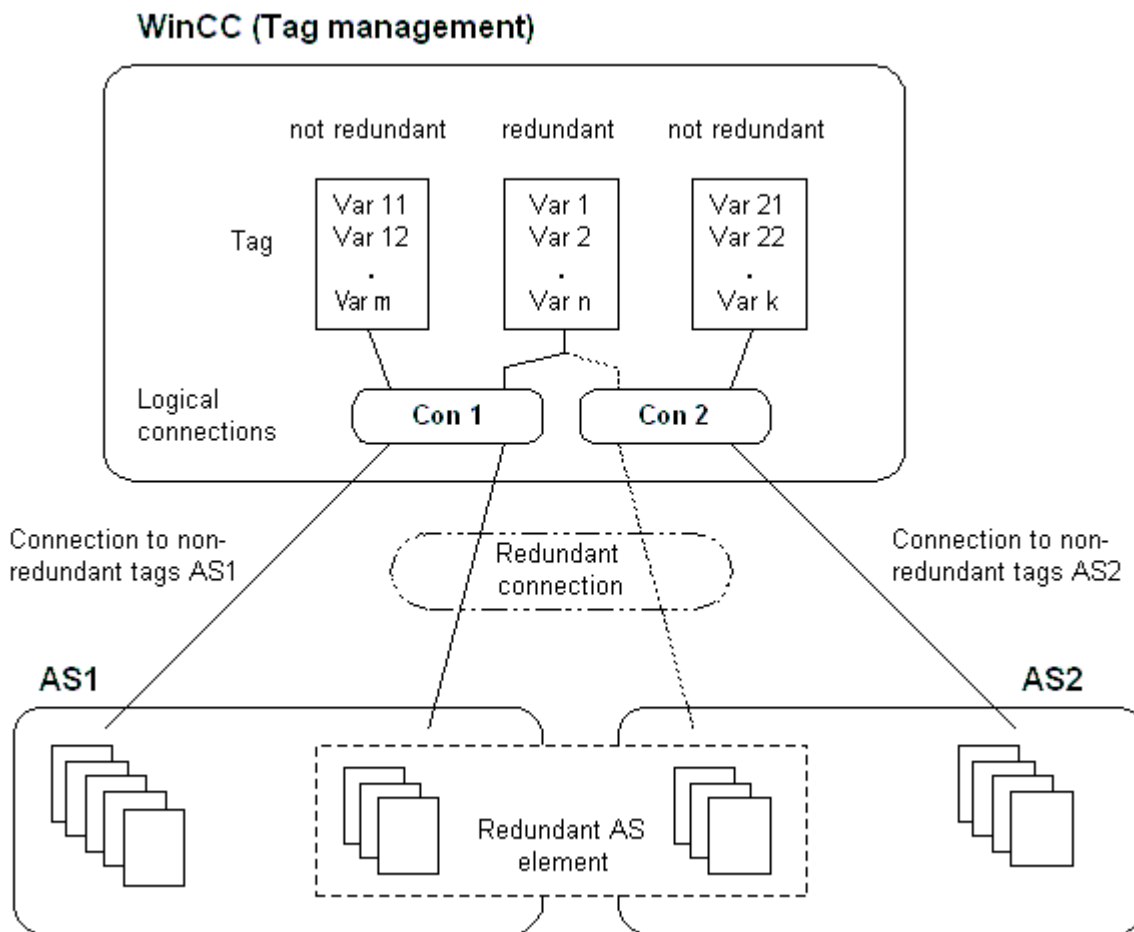 WinCC (Tag management)
not redundant
redundant
not redundant
Tag
Var 11
Var 12
.
Var m
Var 1
Var 2
.
Var n
Var 21
Var 22
.
Var k
Logical
connections
Con 1
Con 2
Connection to non-
redundant tags AS1
Redundant
connection
Connection to non-
redundant tags AS2
AS1
AS2
Redundant AS
element